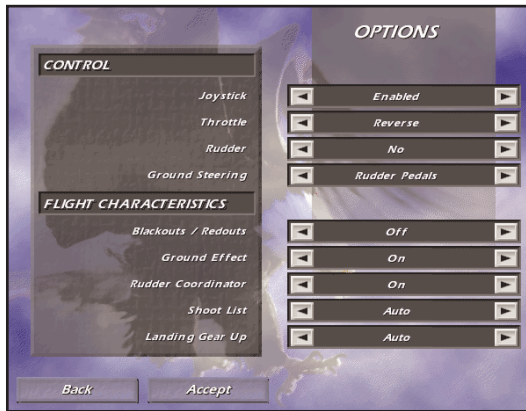 OPTIONS
CONTROL
Joystick Enabled
Throttle Reverse
Rudder No
Ground Steering Rudder Pedals
FLIGHT CHARACTERISTICS
Blackouts / Redouts Off
Ground Effect On
Rudder Coordinator On
Shoot List Auto
Landing Gear Up Auto
Back Accept